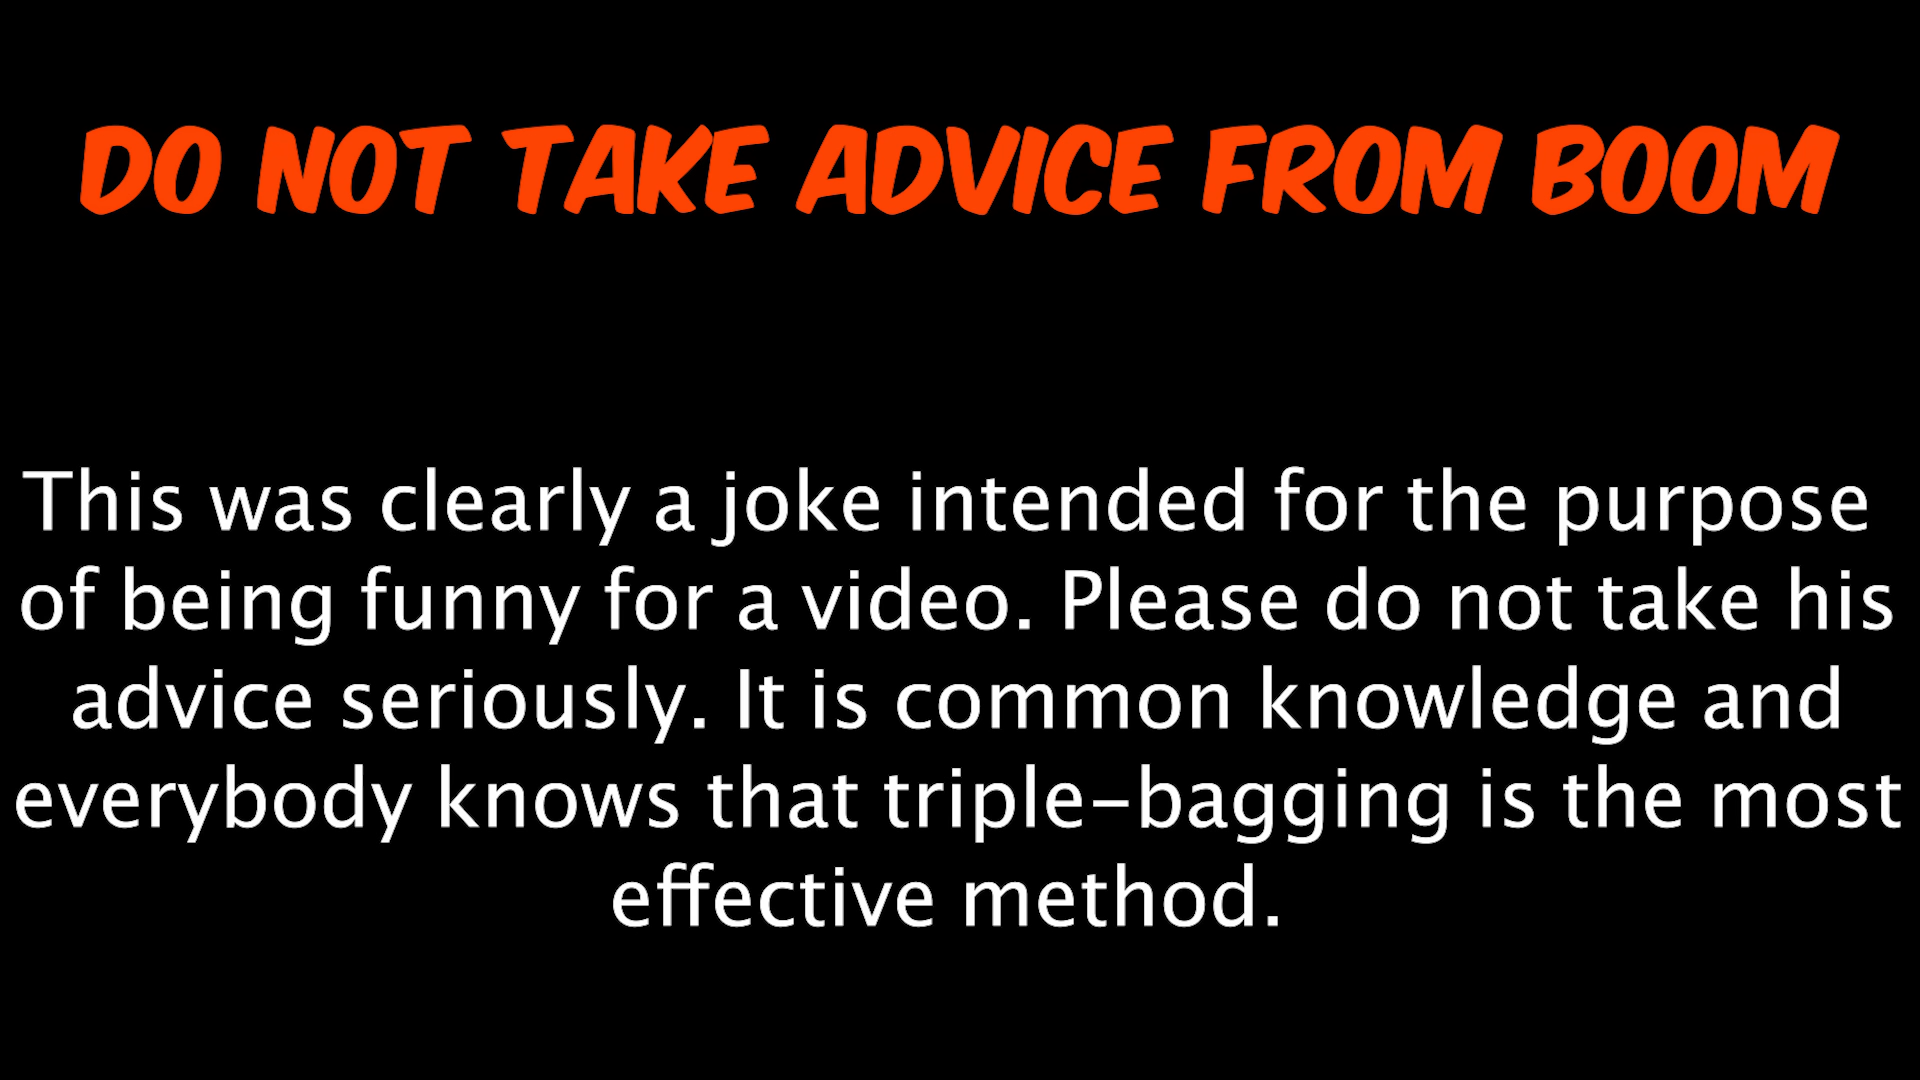 DO NOT TAKE ADVICE FROM BOOM
This was clearly a joke intended for the purpose
of being funny for a video. Please do not take his
advice seriously. It is common knowledge and
everybody knows that triple-bagging is the most
effective method.